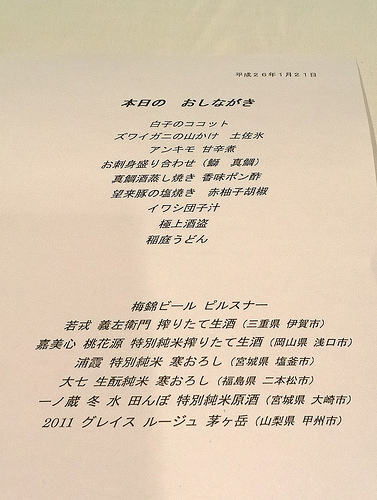 平成26年1月21日
本日の　おしながき
白子のココット
ズワイガニの山かけ　土佐氷
アンキモ 甘辛煮
お刺身盛り合わせ（鰤　真鯛）
真鯛酒蒸し焼き 香味ポン酢
望来豚の塩焼き　赤柚子胡椒
イワシ団子汁
極上酒盗
稲庭うどん
梅錦ビール ピルスナー
若戎 義左衛門 搾りたて生酒（三重県 伊賀市）
嘉美心 桃花源 特別純米搾りたて生酒（岡山県 浅口市）
浦霞 特別純米 寒おろし（宮城県 塩釜市）
大七 生酛純米 寒おろし（福島県 二本松市）
一ノ蔵 冬 水 田んぼ 特別純米原酒（宮城県 大崎市）
2011 グレイス ルージュ 茅ヶ岳（山梨県 甲州市）